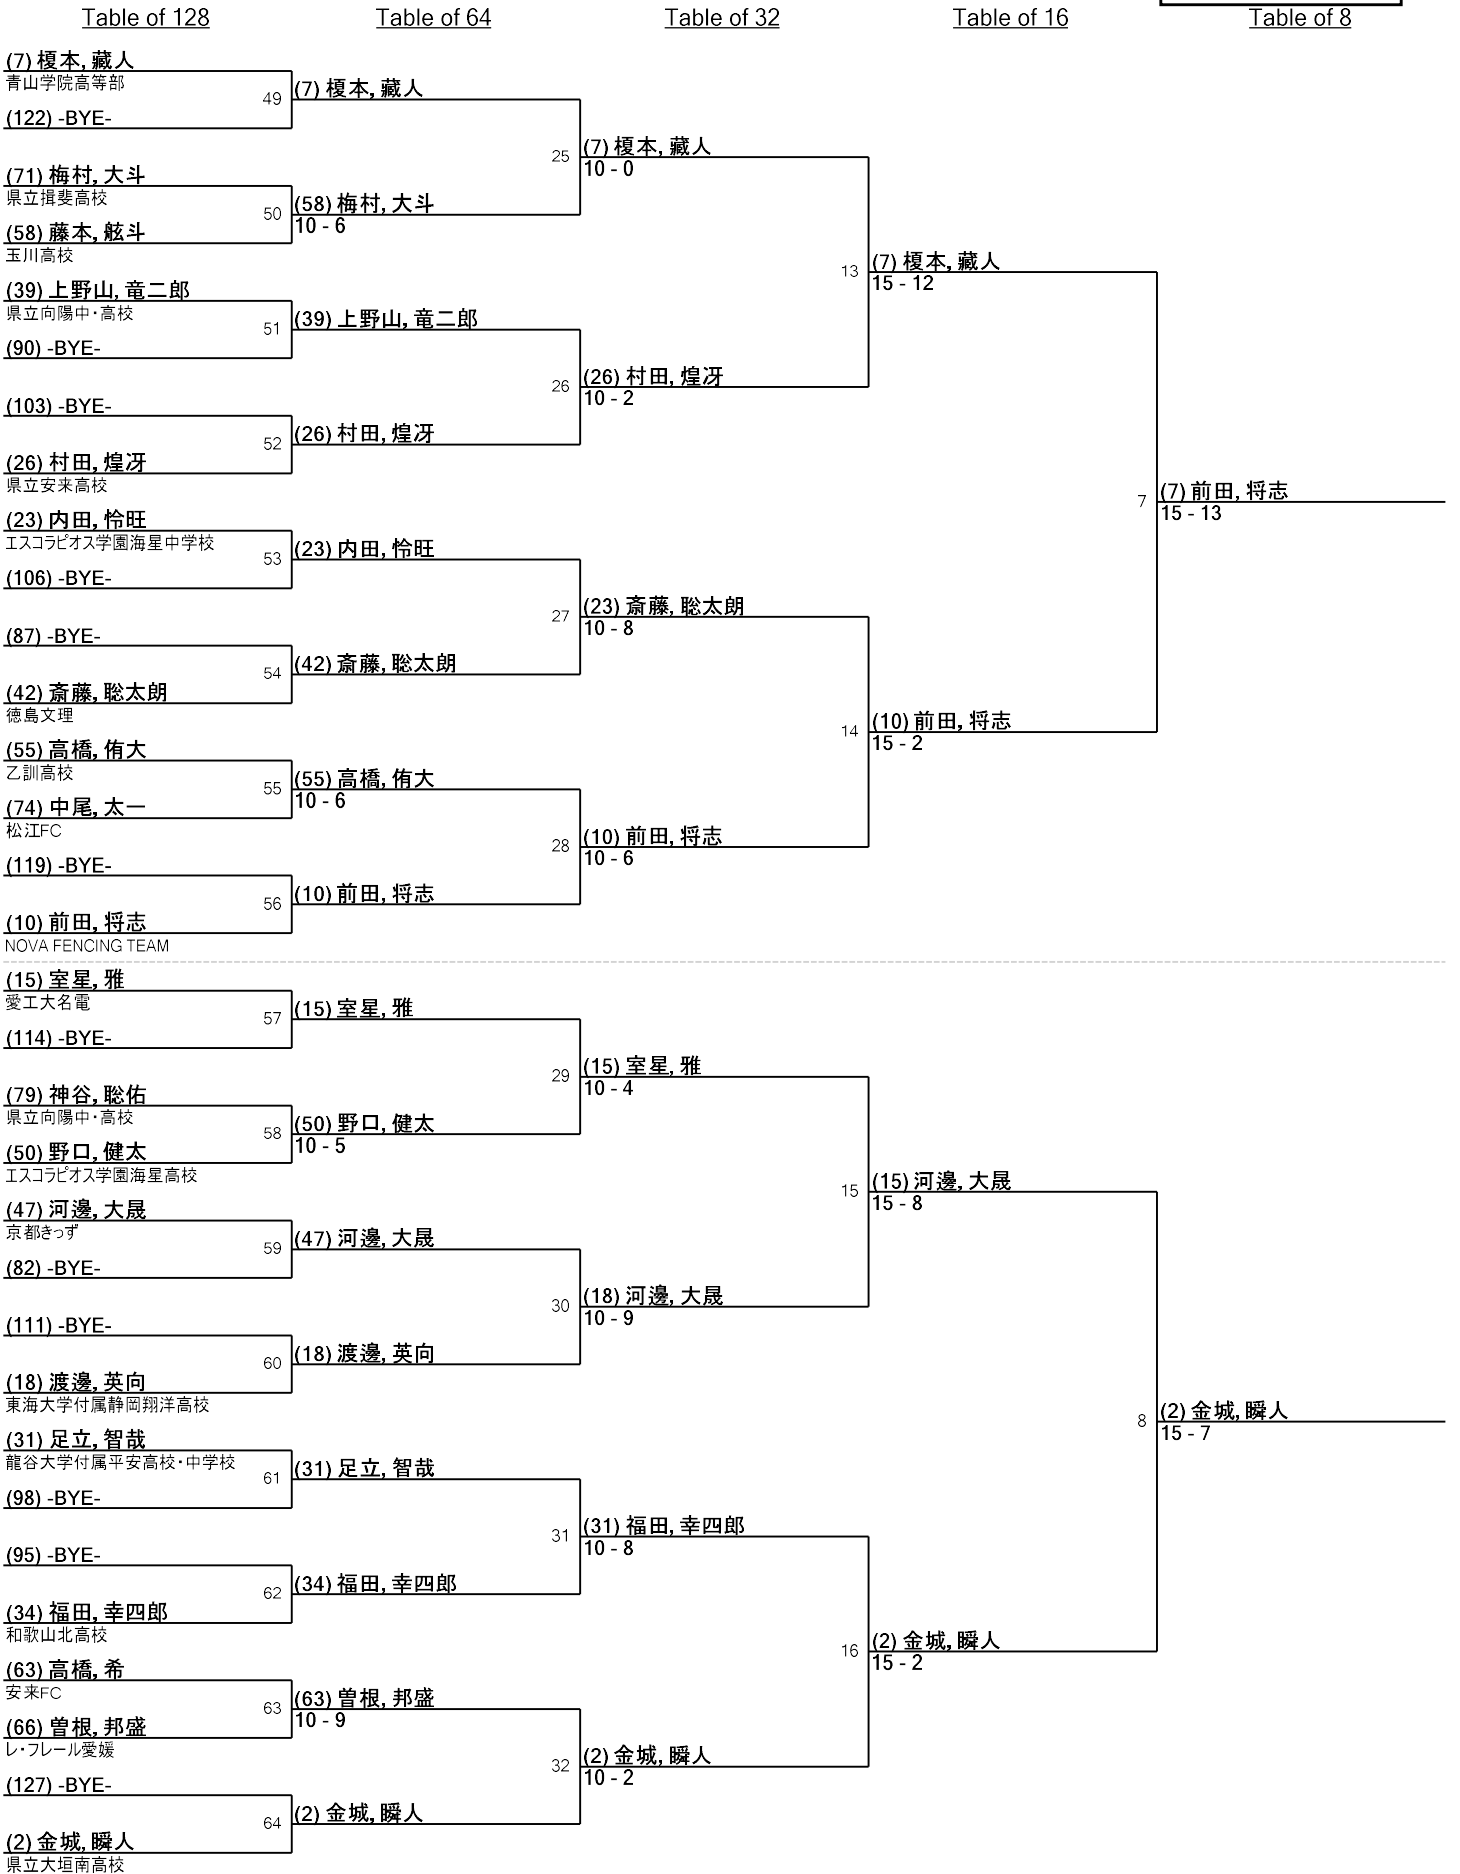 Table of 128
Table of 64
Table of 32
Table of 16
Table of 8
(7) 榎本, 藏人
青山学院高等部
49
(122) -BYE-
(7) 榎本, 藏人
(71) 梅村, 大斗
県立揖斐高校
50
(58) 藤本, 舷斗
玉川高校
(58) 梅村, 大斗
10 - 6
25
(7) 榎本, 藏人
10 - 0
(39) 上野山, 竜二郎
県立向陽中・高校
51
(90) -BYE-
(39) 上野山, 竜二郎
(103) -BYE-
52
(26) 村田, 煌冴
県立安来高校
(26) 村田, 煌冴
26
(26) 村田, 煌冴
10 - 2
13
(7) 榎本, 藏人
15 - 12
(23) 内田, 怜旺
エスコラピオス学園海星中学校
53
(106) -BYE-
(23) 内田, 怜旺
(87) -BYE-
54
(42) 斎藤, 聡太朗
徳島文理
(42) 斎藤, 聡太朗
27
(23) 斎藤, 聡太朗
10 - 8
(55) 高橋, 侑大
乙訓高校
55
(74) 中尾, 太一
松江FC
(55) 高橋, 侑大
10 - 6
(119) -BYE-
56
(10) 前田, 将志
NOVA FENCING TEAM
(10) 前田, 将志
28
(10) 前田, 将志
10 - 6
14
(10) 前田, 将志
15 - 2
7
(7) 前田, 将志
15 - 13
(15) 室星, 雅
愛工大名電
57
(114) -BYE-
(15) 室星, 雅
(79) 神谷, 聡佑
県立向陽中・高校
58
(50) 野口, 健太
エスコラピオス学園海星高校
(50) 野口, 健太
10 - 5
29
(15) 室星, 雅
10 - 4
(47) 河邊, 大晟
京都きっず
59
(82) -BYE-
(47) 河邊, 大晟
(111) -BYE-
60
(18) 渡邊, 英向
東海大学付属静岡翔洋高校
(18) 渡邊, 英向
30
(18) 河邊, 大晟
10 - 9
15
(15) 河邊, 大晟
15 - 8
(31) 足立, 智哉
龍谷大学付属平安高校・中学校
61
(98) -BYE-
(31) 足立, 智哉
(95) -BYE-
62
(34) 福田, 幸四郎
和歌山北高校
(34) 福田, 幸四郎
31
(31) 福田, 幸四郎
10 - 8
(63) 高橋, 希
安来FC
63
(66) 曽根, 邦盛
レ・フレール愛媛
(63) 曽根, 邦盛
10 - 9
(127) -BYE-
64
(2) 金城, 瞬人
県立大垣南高校
(2) 金城, 瞬人
32
(2) 金城, 瞬人
10 - 2
16
(2) 金城, 瞬人
15 - 2
8
(2) 金城, 瞬人
15 - 7